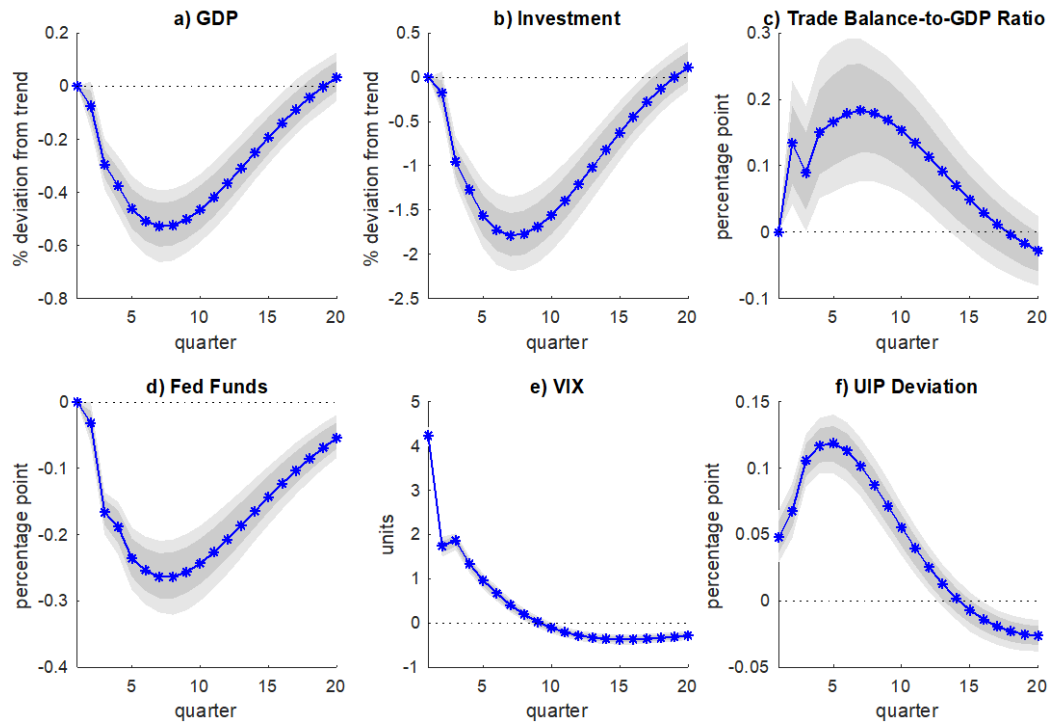 a) GDP
b) Investment
c) Trade Balance-to-GDP Ratio
% deviation from trend
0.2
0
-0.2
-0.4
-0.6
-0.8
5 10 15 20
quarter
% deviation from trend
0.5
0
-0.5
-1
-1.5
-2
-2.5
5 10 15 20
quarter
percentage point
0.3
0.2
0.1
0
-0.1
5 10 15 20
quarter
d) Fed Funds
e) VIX
f) UIP Deviation
percentage point
0
-0.1
-0.2
-0.3
-0.4
5 10 15 20
quarter
units
5
4
3
2
1
0
-1
5 10 15 20
quarter
percentage point
0.15
0.1
0.05
0
-0.05
5 10 15 20
quarter